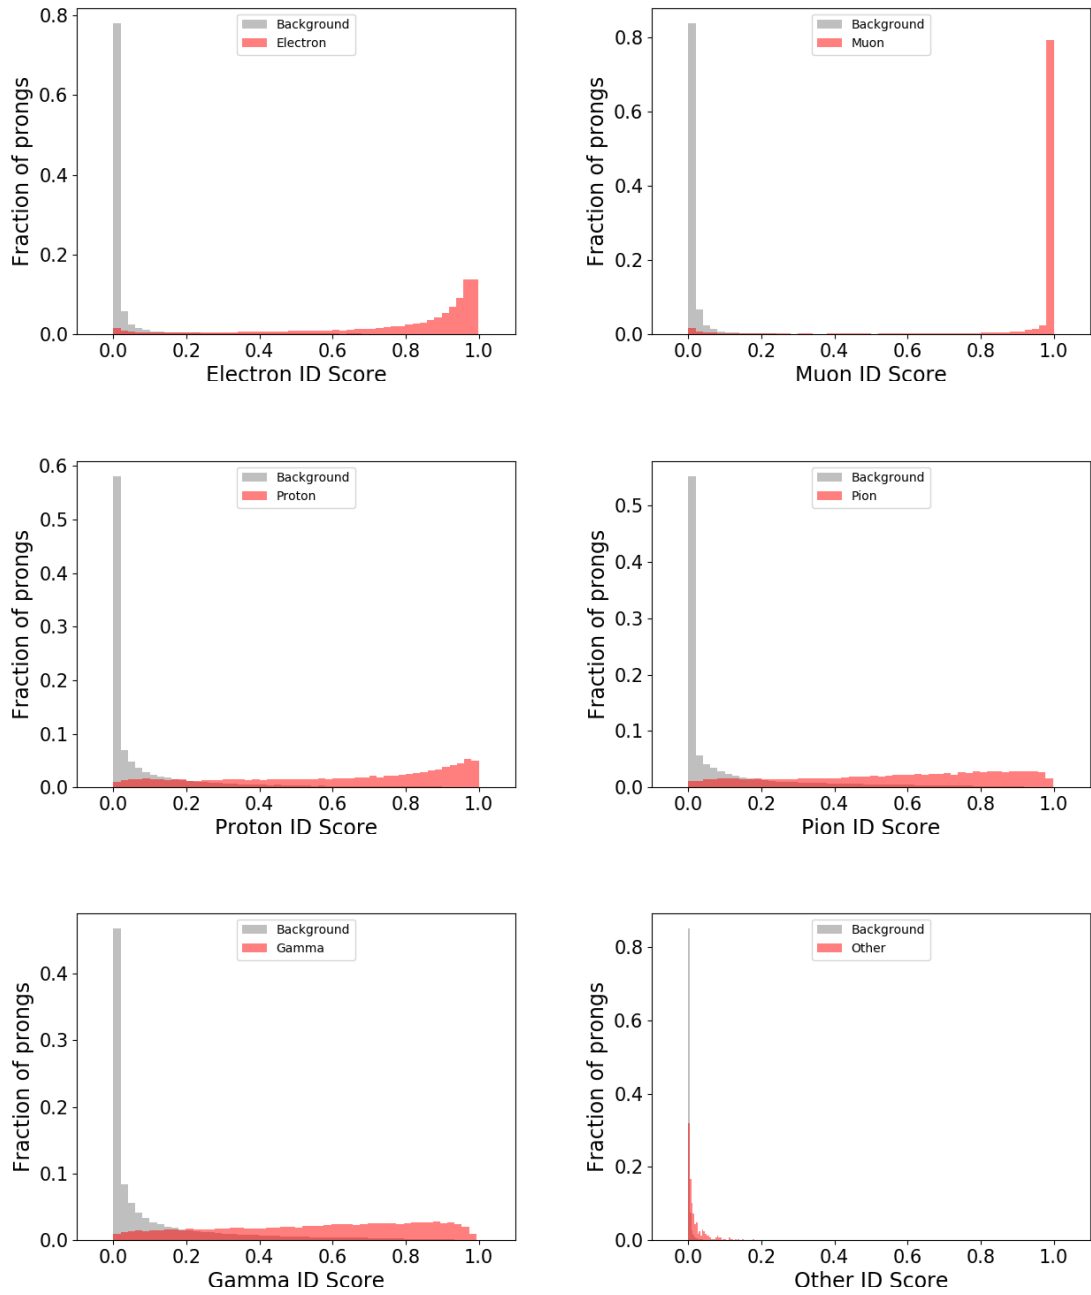 Background
Electron
Fraction of prongs
0.8
0.6
0.4
0.2
0.0
0.0 0.2 0.4 0.6 0.8 1.0
Electron ID Score
Background
Muon
Fraction of prongs
0.8
0.6
0.4
0.2
0.0
0.0 0.2 0.4 0.6 0.8 1.0
Muon ID Score
Background
Proton
Fraction of prongs
0.6
0.5
0.4
0.3
0.2
0.1
0.0
0.0 0.2 0.4 0.6 0.8 1.0
Proton ID Score
Background
Pion
Fraction of prongs
0.5
0.4
0.3
0.2
0.1
0.0
0.0 0.2 0.4 0.6 0.8 1.0
Pion ID Score
Background
Gamma
Fraction of prongs
0.4
0.3
0.2
0.1
0.0
0.0 0.2 0.4 0.6 0.8 1.0
Gamma ID Score
Background
Other
Fraction of prongs
0.8
0.6
0.4
0.2
0.0
0.0 0.2 0.4 0.6 0.8 1.0
Other ID Score